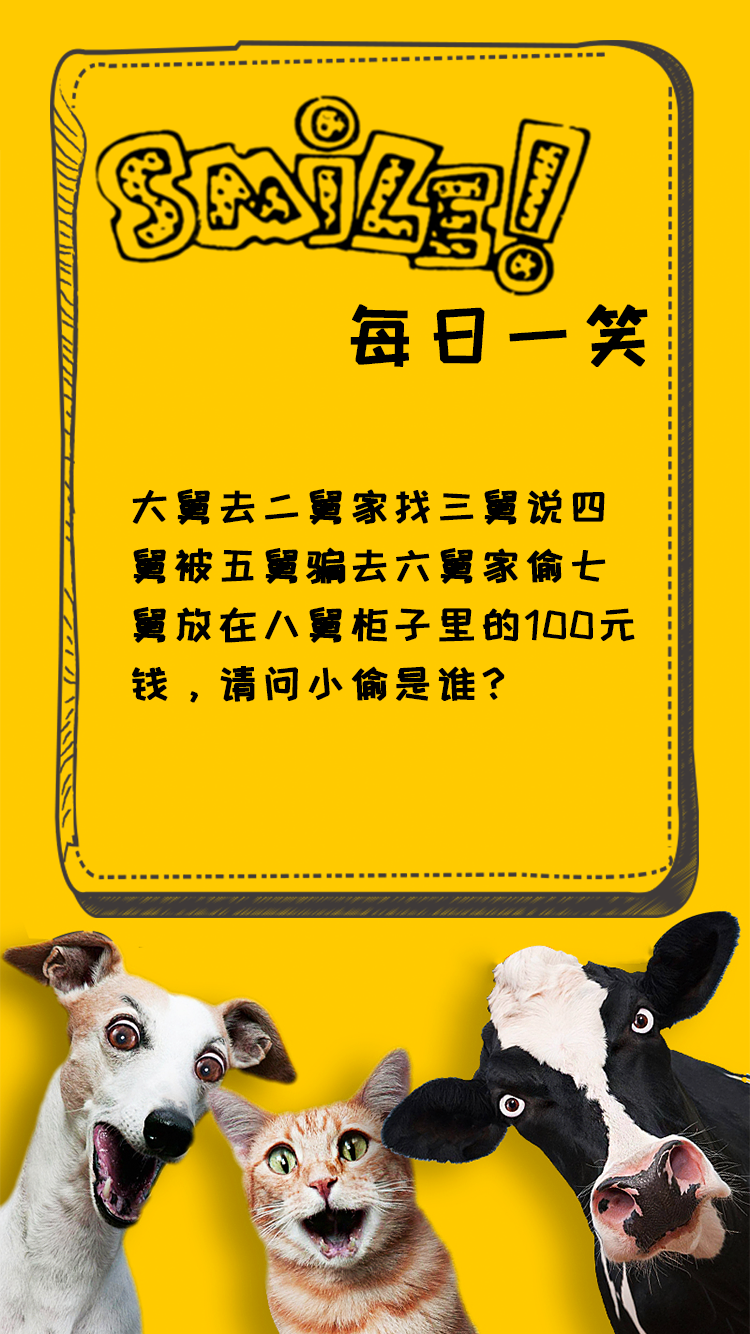 SMILE!
每日一笑
大舅去二舅家找三舅说四
舅被五舅骗去六舅家偷七
舅放在八舅柜子里的100元
钱，请问小偷是谁？